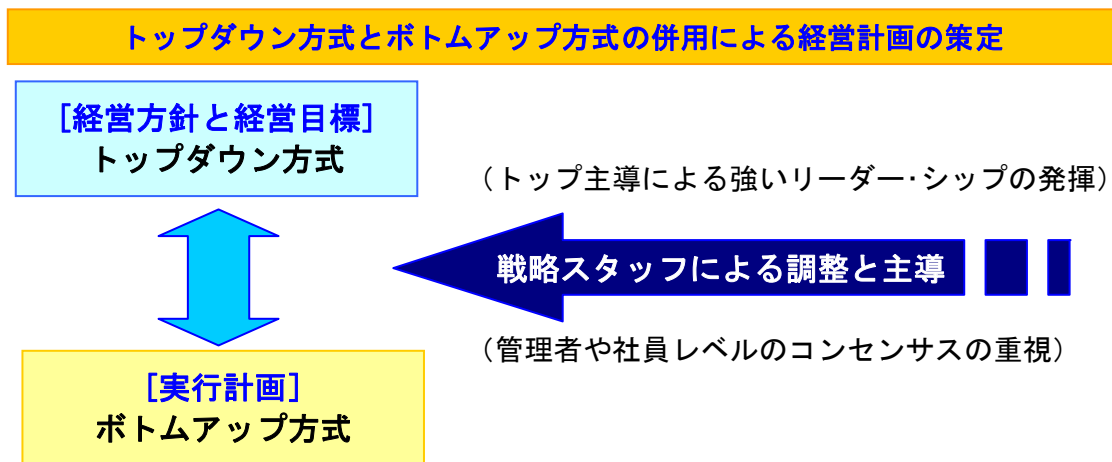 トップダウン方式とボトムアップ方式の併用による経営計画の策定
[経営方針と経営目標]
トップダウン方式
（トップ主導による強いリーダー･シップの発揮）
戦略スタッフによる調整と主導
（管理者や社員レベルのコンセンサスの重視）
[実行計画]
ボトムアップ方式